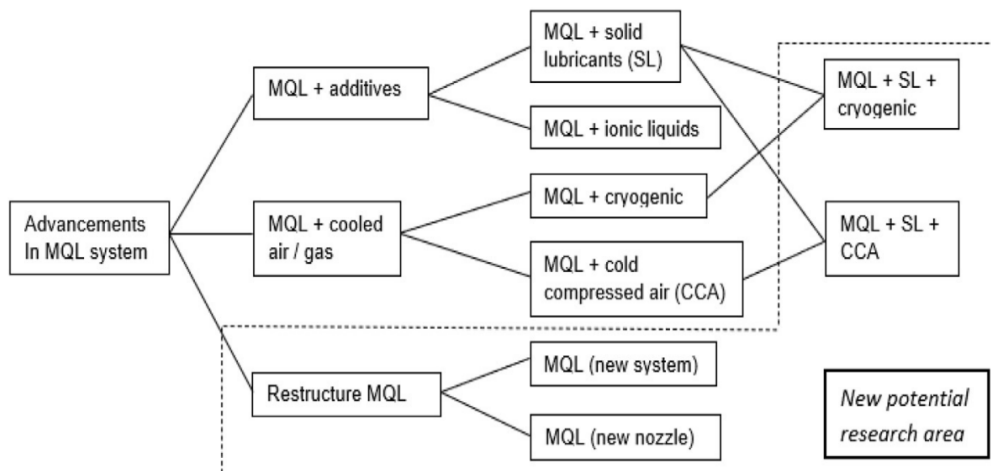 MQL + solid
lubricants (SL)
MQL + SL +
cryogenic
MQL + additives
MQL + ionic liquids
MQL + cryogenic
Advancements
In MQL system
MQL + cooled
air / gas
MQL + SL +
CCA
MQL + cold
compressed air (CCA)
MQL (new system)
Restructure MQL
MQL (new nozzle)
New potential
research area